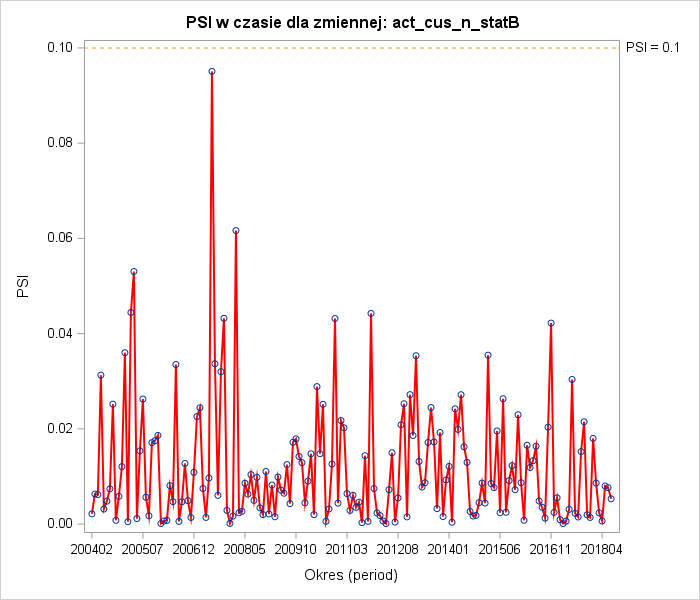 PSI w czasie dla zmiennej: act_cus_n_statB
PSI = 0.1
0.10
0.08
0.06
0.04
0.02
0.00
PSI
200402 200507 200612 200805 200910 201103 201208 201401 201506 201611 201804
Okres (period)